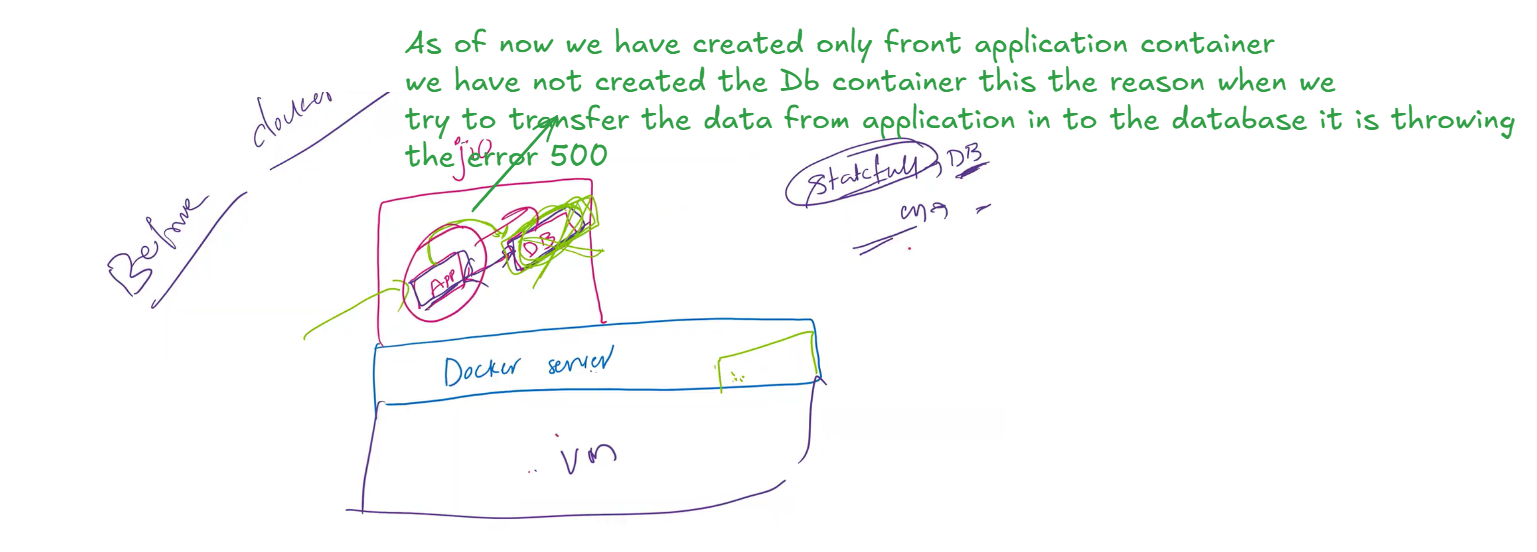 As of now we have created only front application container
we have not created the Db container this the reason when we
try to transfer the data from application in to the database it is throwing
the error 500
docker
Before
jio
statefull, DB
App
DB
Docker server
vm